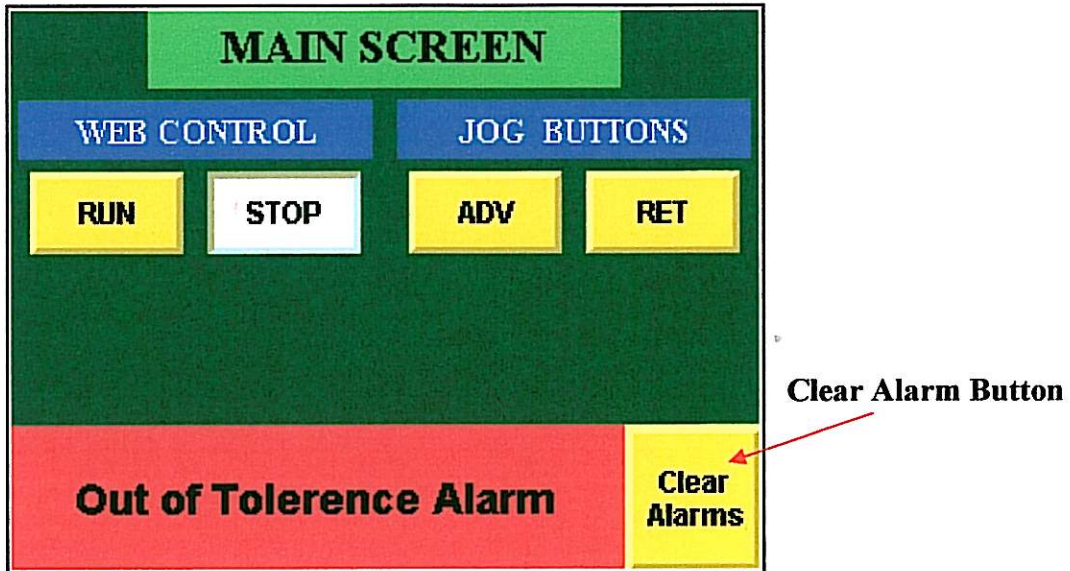 MAIN SCREEN
WEB CONTROL
JOG BUTTONS
RUN
STOP
ADV
RET
Clear Alarm Button
Out of Tolerence Alarm
Clear
Alarms